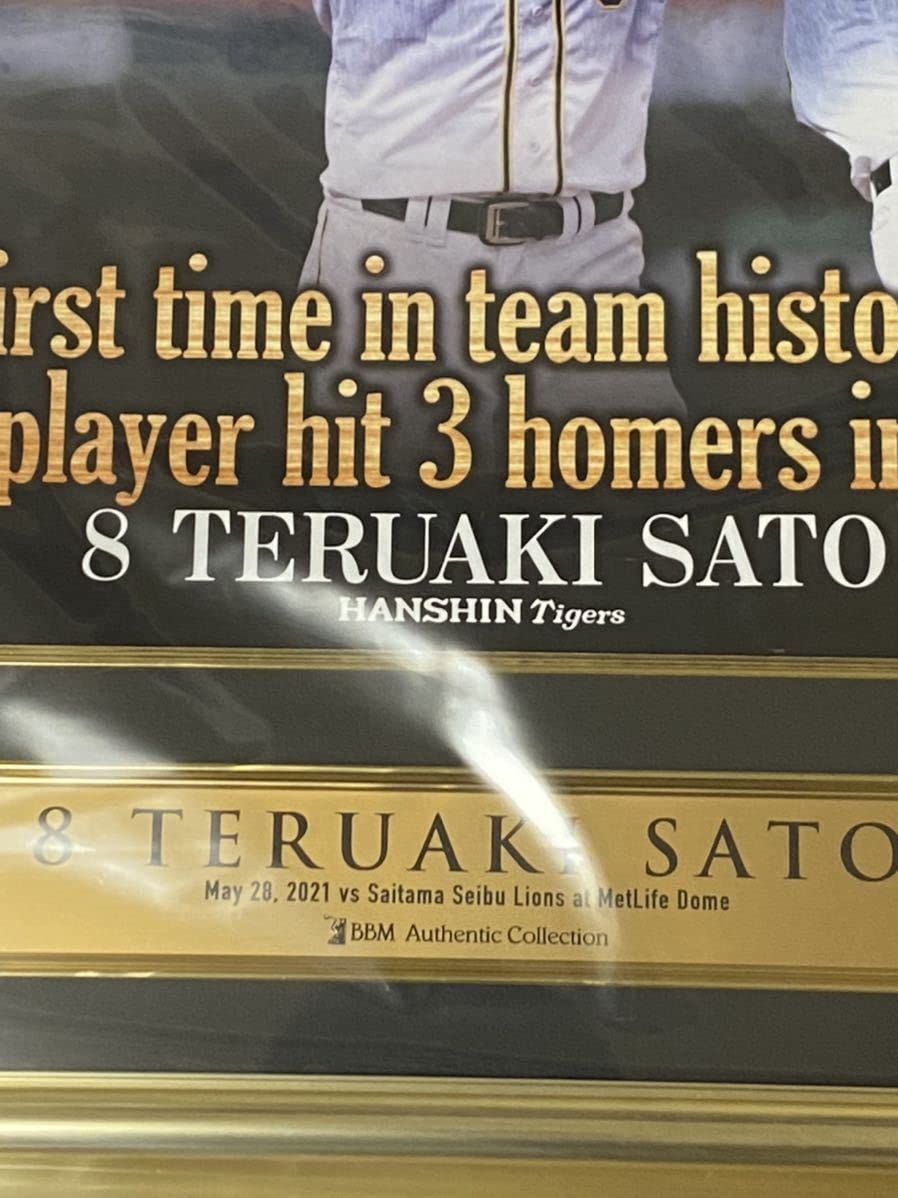 irst time in team histo
player hit 3 homers in
8 TERUAKI SATO
HANSHIN Tigers
8 TERUAKI SATO
May 28, 2021 vs Saitama Seibu Lions at MetLife Dome
BBM Authentic Collection